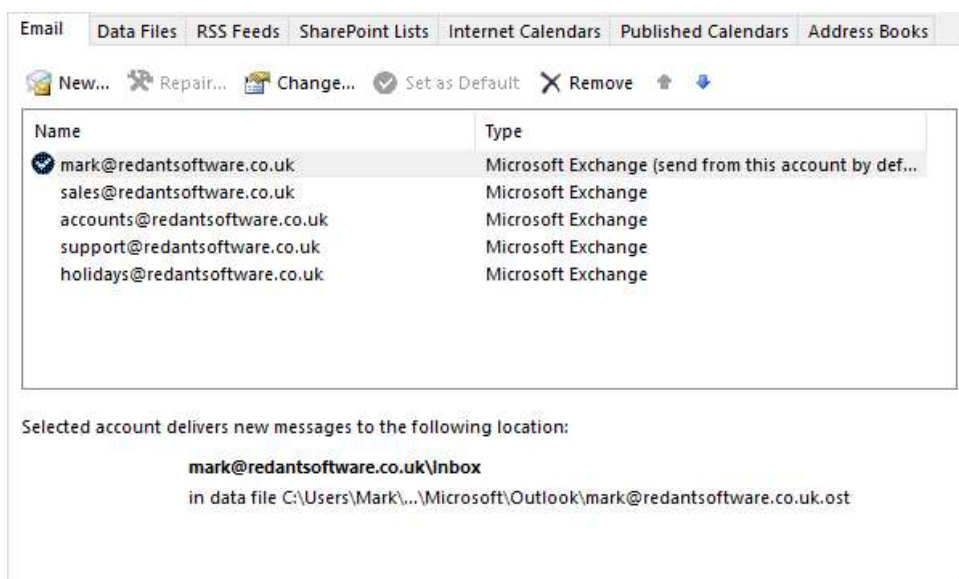 Email Data Files RSS Feeds SharePoint Lists Internet Calendars Published Calendars Address Books
New... Repair... Change... Set as Default Remove
Name Type
mark@redantsoftware.co.uk Microsoft Exchange (send from this account by def...
sales@redantsoftware.co.uk Microsoft Exchange
accounts@redantsoftware.co.uk Microsoft Exchange
support@redantsoftware.co.uk Microsoft Exchange
holidays@redantsoftware.co.uk Microsoft Exchange
Selected account delivers new messages to the following location:
mark@redantsoftware.co.uk\Inbox
in data file C:\Users\Mark\...\Microsoft\Outlook\mark@redantsoftware.co.uk.ost